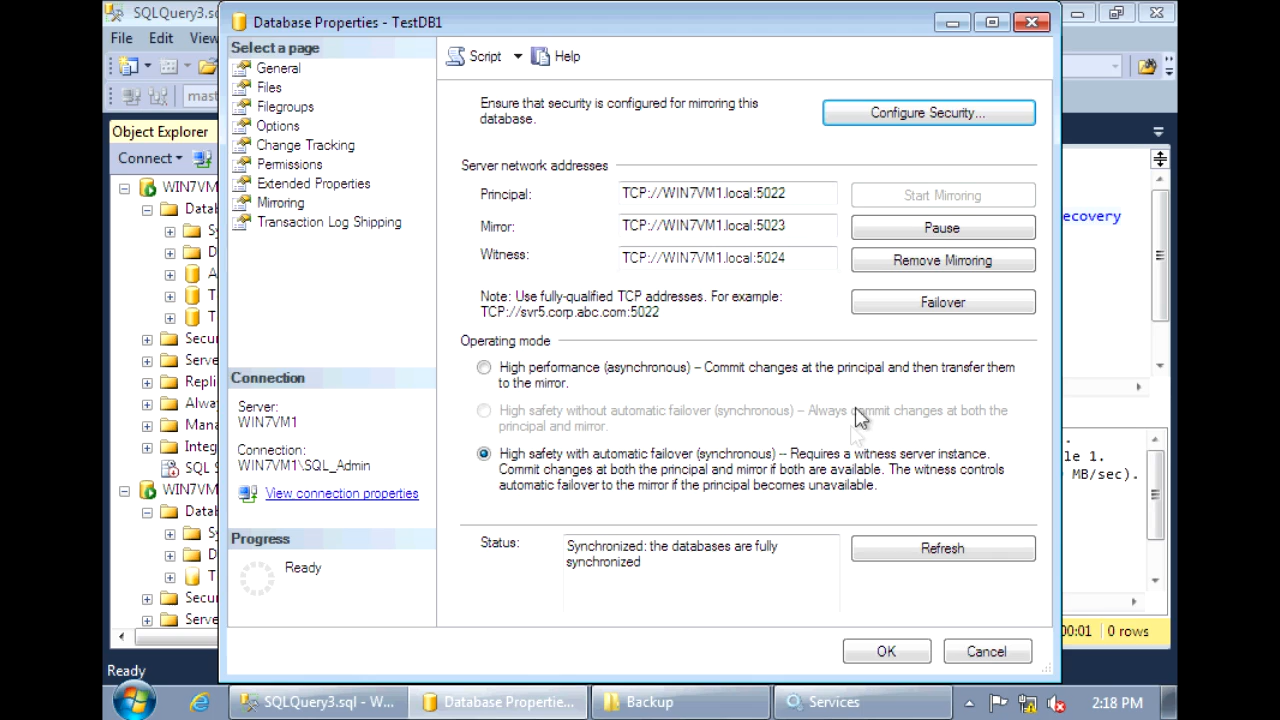 SQLQuery3.sq
Database Properties - TestDB1
File Edit View
Select a page
Script Help
General
Files
Filegroups
Options
Change Tracking
Permissions
Extended Properties
Mirroring
Transaction Log Shipping
mast
Ensure that security is configured for mirroring this
database.
Configure Security...
Object Explorer
Connect
Server network addresses
Principal: TCP://WIN7VM1.local:5022 Start Mirroring
Mirror: TCP://WIN7VM1.local:5023 Pause
Witness: TCP://WIN7VM1.local:5024 Remove Mirroring
Note: Use fully-qualified TCP addresses. For example:
TCP://svr5.corp.abc.com:5022
Failover
WIN7VM1
Datab
Sy
D
A
T
T
Secu
Serve
Repli
Alwa
Mana
Integ
SQL S
WIN7VM
Datab
Sy
D
T
Secur
Serve
ecovery
Operating mode
High performance (asynchronous) – Commit changes at the principal and then transfer them
to the mirror.
High safety without automatic failover (synchronous) – Always commit changes at both the
principal and mirror.
High safety with automatic failover (synchronous) – Requires a witness server instance.
Commit changes at both the principal and mirror if both are available. The witness controls
automatic failover to the mirror if the principal becomes unavailable.
Connection
Server:
WIN7VM1
Connection:
WIN7VM1\SQL_Admin
View connection properties
le 1.
MB/sec).
Progress
Ready
Status: Synchronized: the databases are fully
synchronized
Refresh
OK Cancel
00:01 0 rows
Ready
SQLQuery3.sql - W... Database Propertie... Backup Services 2:18 PM